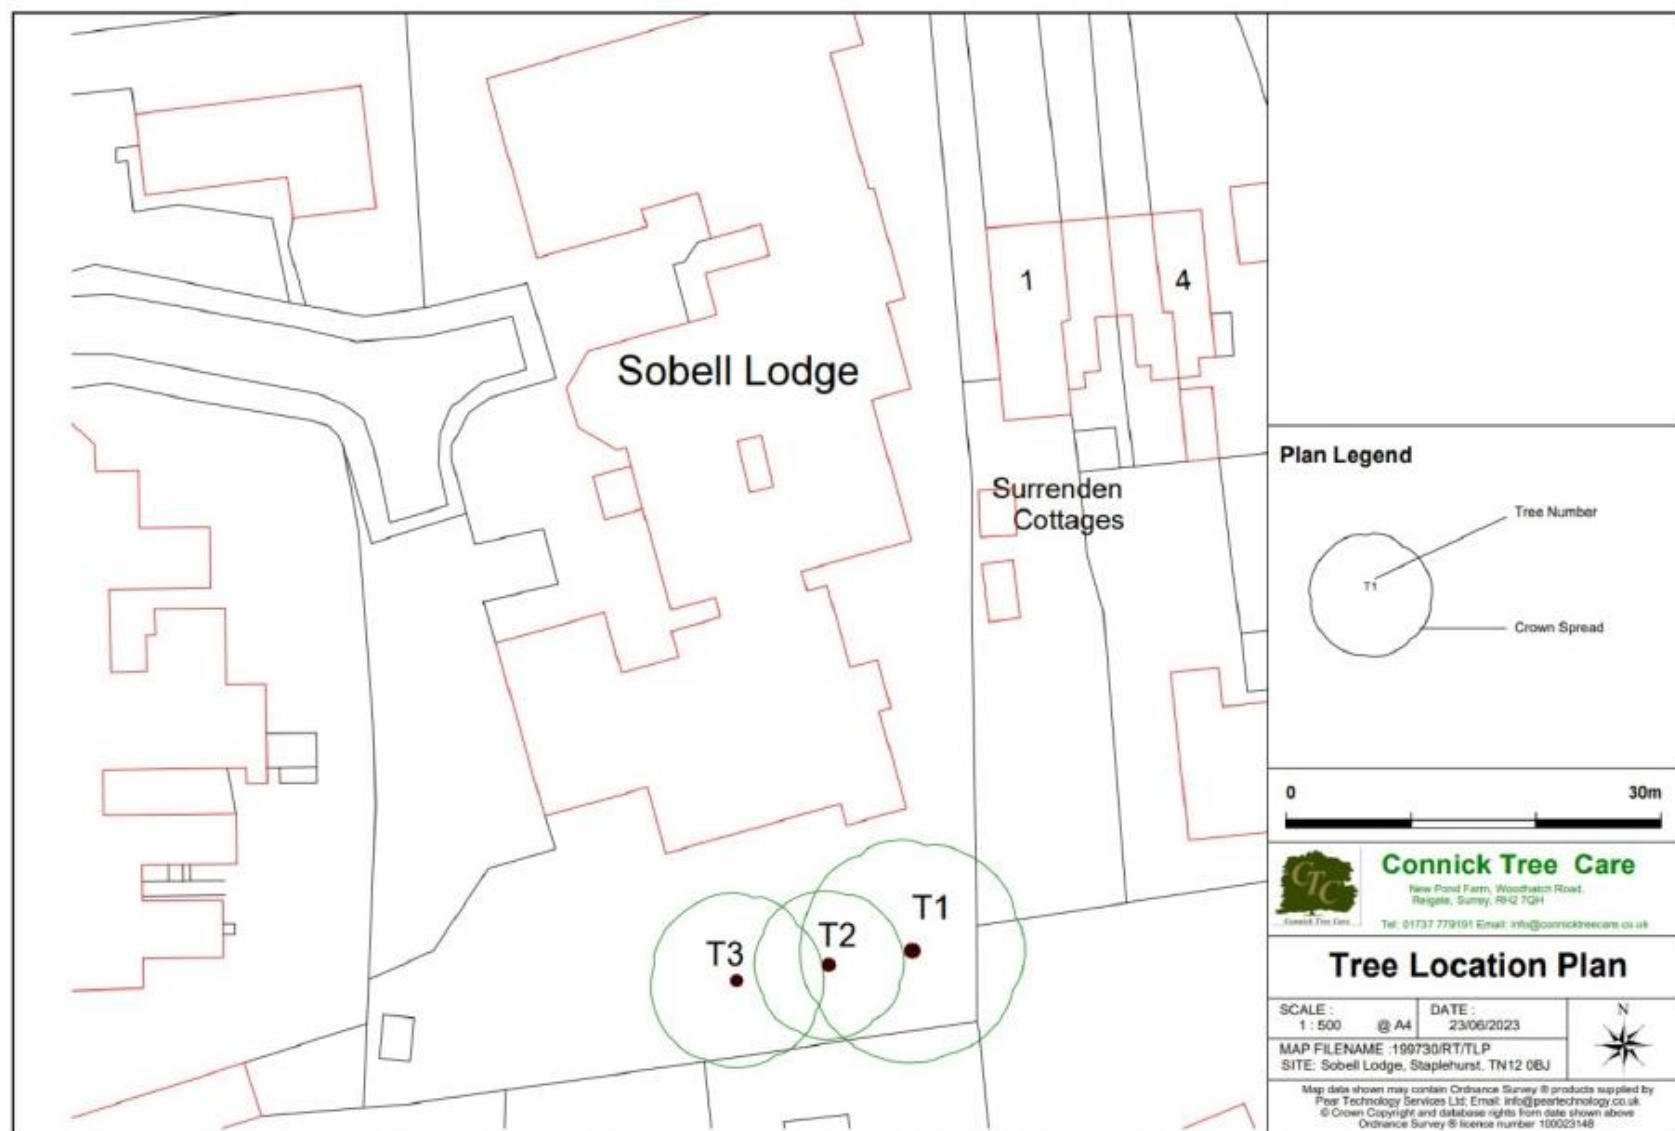 Sobell Lodge
1
4
Surrenden
Cottages
T1
T2
T3
Plan Legend
Tree Number
T1
Crown Spread
0 30m
CTC
Connick Tree Care
Connick Tree Care
New Pond Farm, Woodhatch Road,
Reigate, Surrey, RH2 7QH
Tel: 01737 779191 Email: info@connicktreecare.co.uk
Tree Location Plan
SCALE :
1 : 500 @ A4
DATE :
23/06/2023
N
MAP FILENAME :199730/RT/TLP
SITE: Sobell Lodge, Staplehurst, TN12 0BJ
Map data shown may contain Ordnance Survey ® products supplied by
Pear Technology Services Ltd; Email: info@peartechnology.co.uk
© Crown Copyright and database rights from date shown above
Ordnance Survey ® licence number 100023148